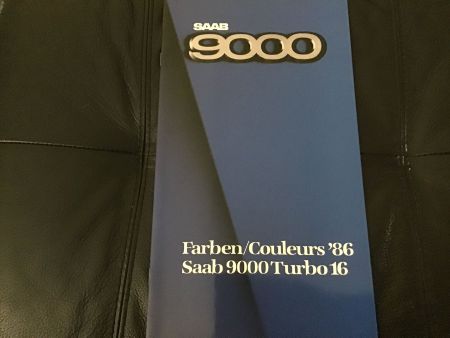 SAAB
9000
Farben/Couleurs '86
Saab 9000 Turbo 16